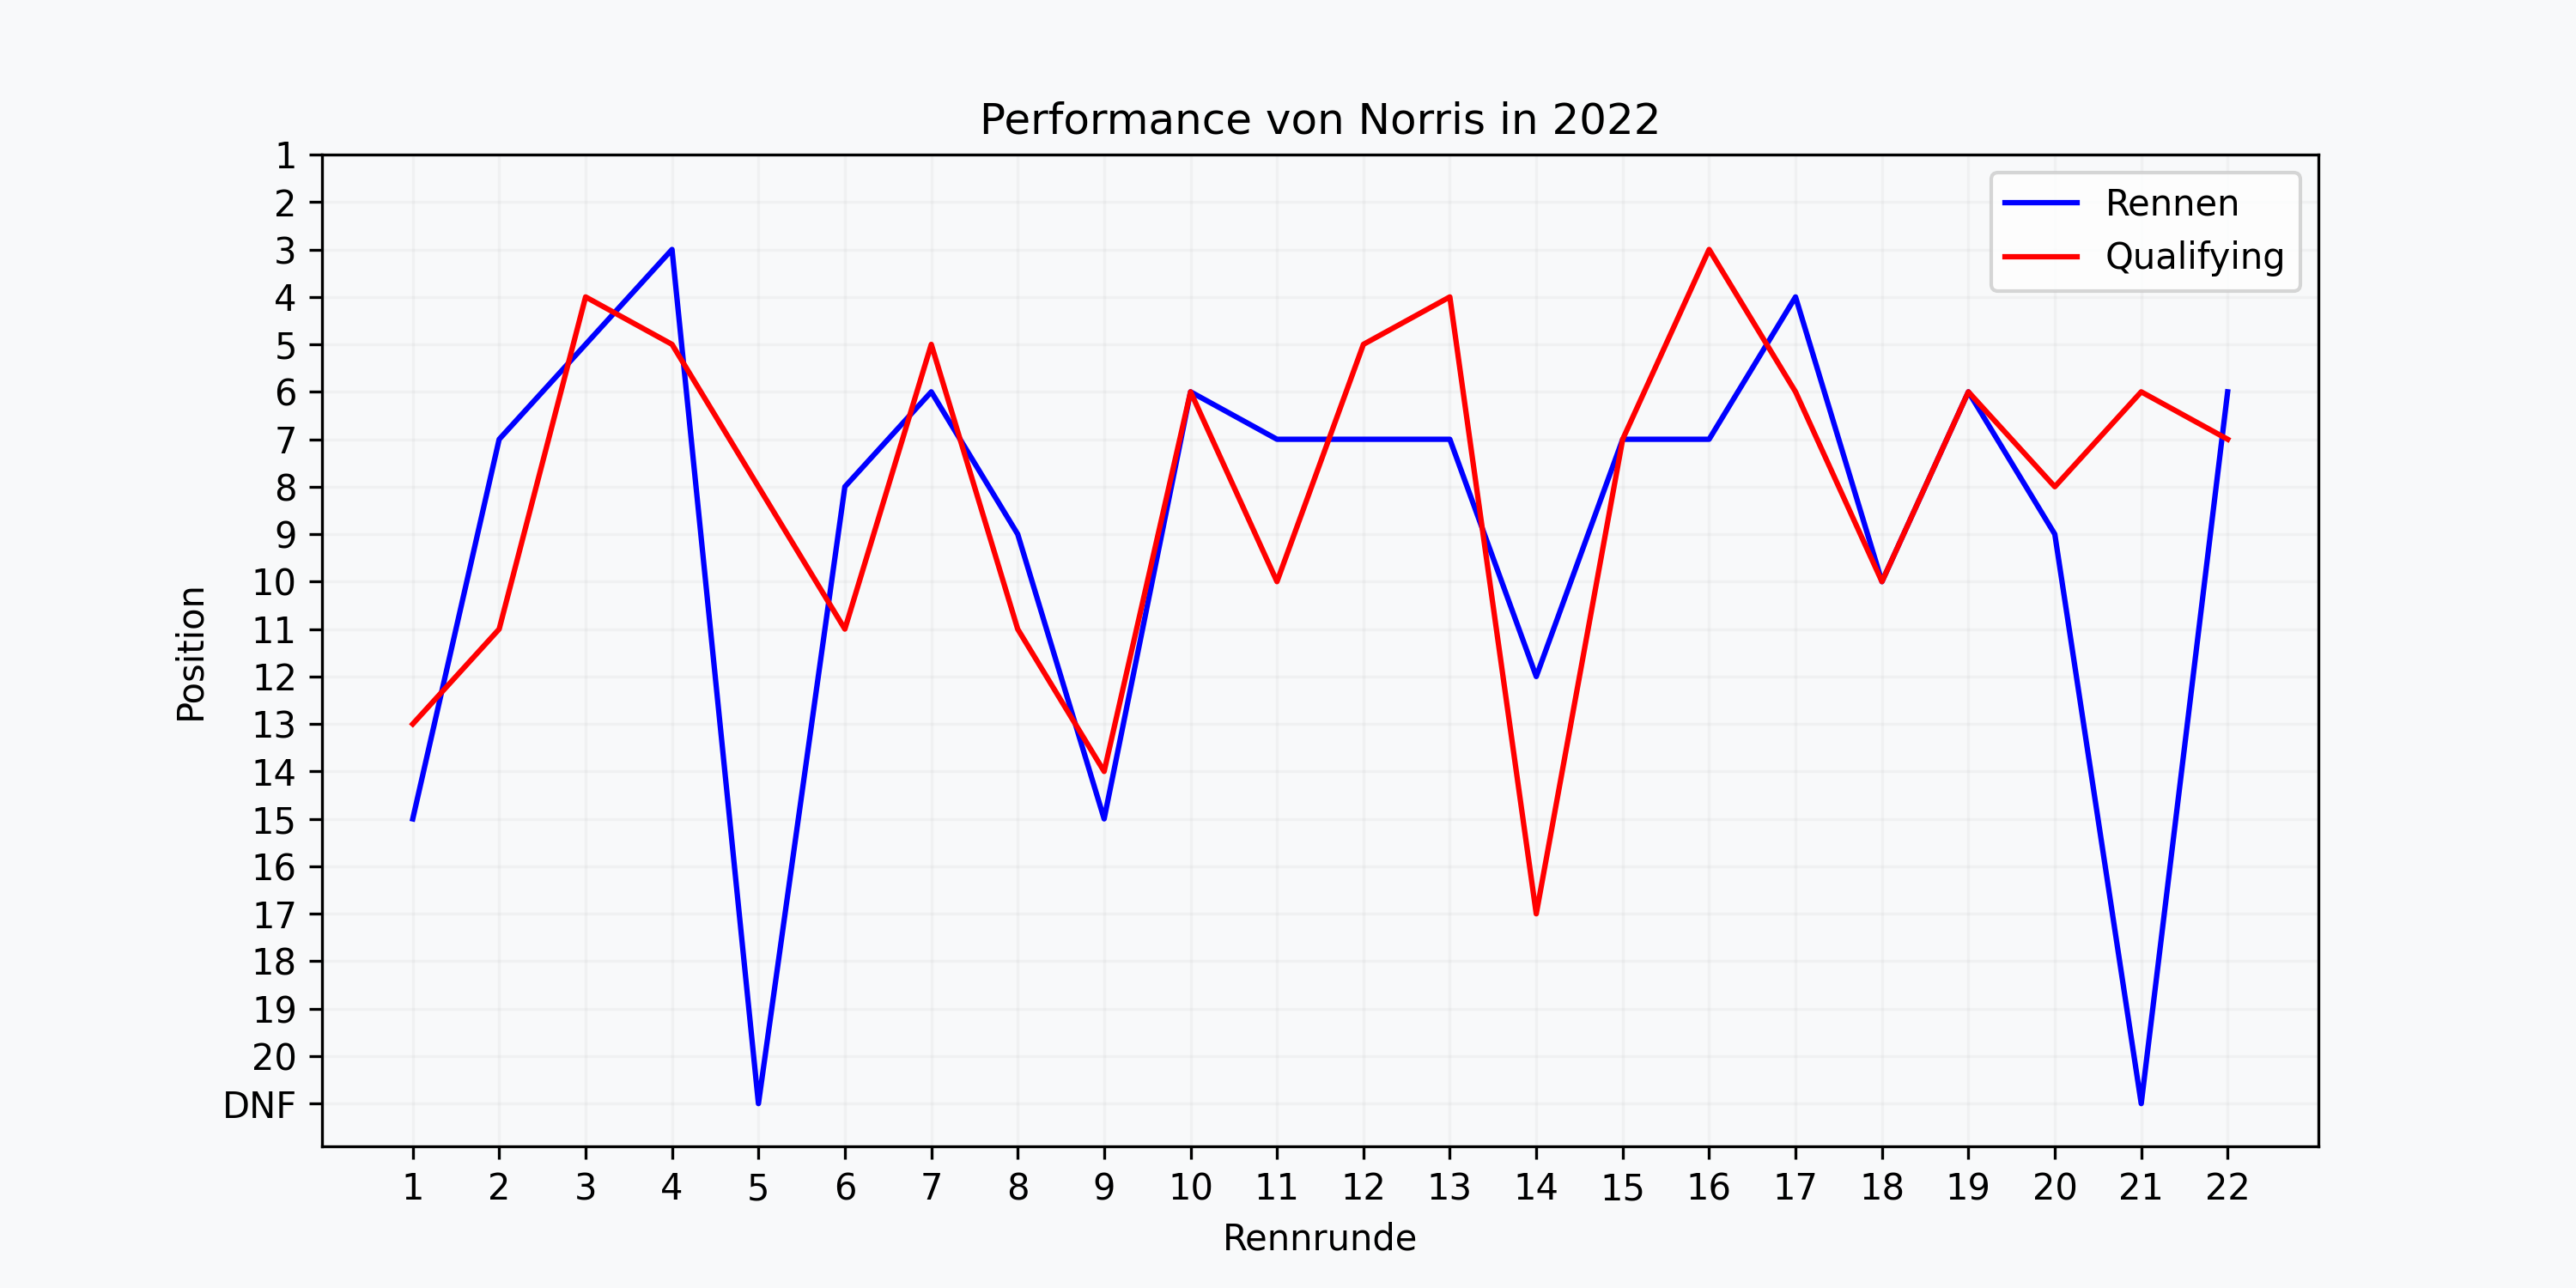 Performance von Norris in 2022
Rennen
Qualifying
1
2
3
4
5
6
7
8
9
10
11
12
13
14
15
16
17
18
19
20
DNF
Position
1 2 3 4 5 6 7 8 9 10 11 12 13 14 15 16 17 18 19 20 21 22
Rennrunde